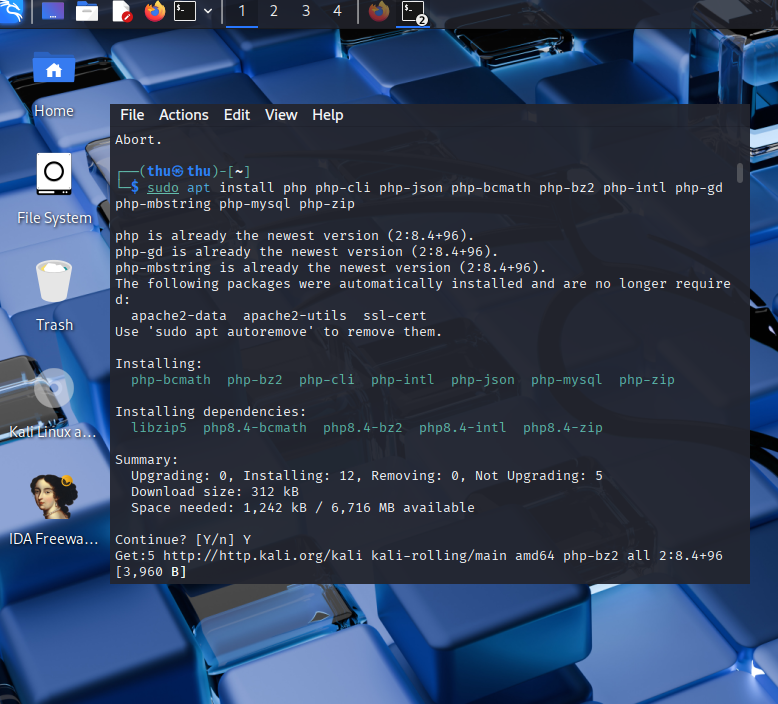 1 2 3 4
2
Home
File System
Trash
Kali Linux a...
IDA Freewa...
File Actions Edit View Help
Abort.
┌──(thu㉿thu)-[~]
└─$ sudo apt install php php-cli php-json php-bcmath php-bz2 php-intl php-gd
php-mbstring php-mysql php-zip
php is already the newest version (2:8.4+96).
php-gd is already the newest version (2:8.4+96).
php-mbstring is already the newest version (2:8.4+96).
The following packages were automatically installed and are no longer require
d:
apache2-data apache2-utils ssl-cert
Use 'sudo apt autoremove' to remove them.
Installing:
php-bcmath php-bz2 php-cli php-intl php-json php-mysql php-zip
Installing dependencies:
libzip5 php8.4-bcmath php8.4-bz2 php8.4-intl php8.4-zip
Summary:
Upgrading: 0, Installing: 12, Removing: 0, Not Upgrading: 5
Download size: 312 kB
Space needed: 1,242 kB / 6,716 MB available
Continue? [Y/n] Y
Get:5 http://http.kali.org/kali kali-rolling/main amd64 php-bz2 all 2:8.4+96
[3,960 B]